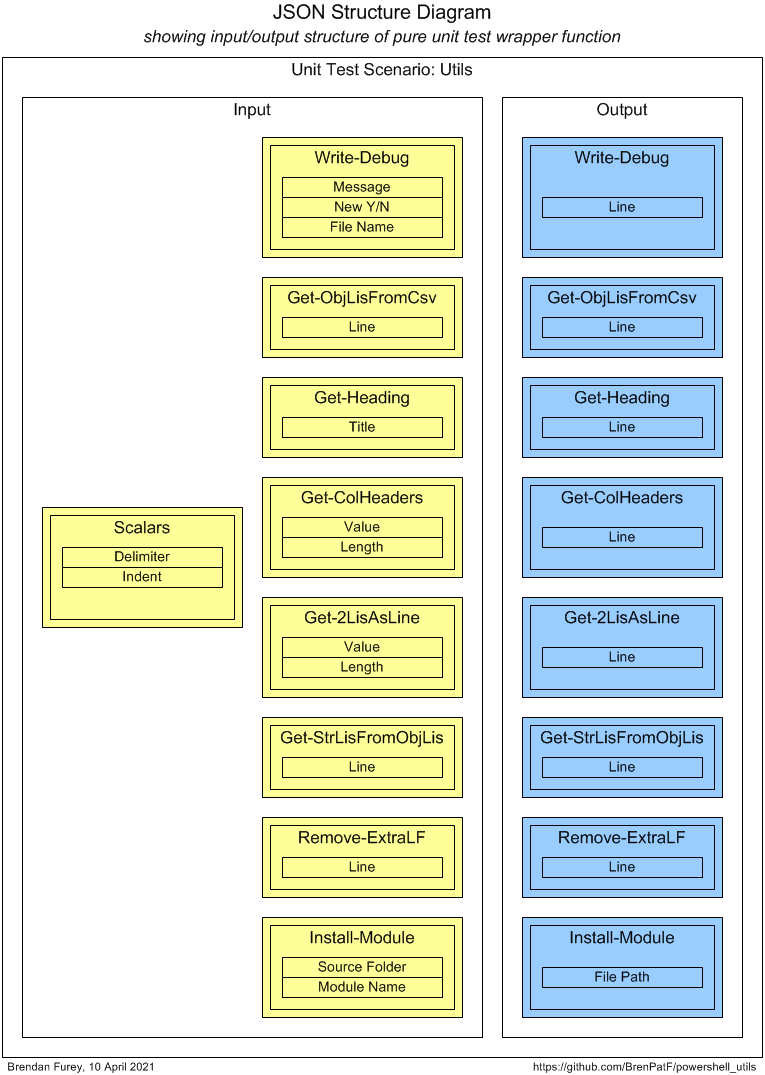 JSON Structure Diagram
showing input/output structure of pure unit test wrapper function
Unit Test Scenario: Utils
Input
Scalars
Delimiter
Indent
Write-Debug
Message
New Y/N
File Name
Get-ObjLisFromCsv
Line
Get-Heading
Title
Get-ColHeaders
Value
Length
Get-2LisAsLine
Value
Length
Get-StrLisFromObjLis
Line
Remove-ExtraLF
Line
Install-Module
Source Folder
Module Name
Output
Write-Debug
Line
Get-ObjLisFromCsv
Line
Get-Heading
Line
Get-ColHeaders
Line
Get-2LisAsLine
Line
Get-StrLisFromObjLis
Line
Remove-ExtraLF
Line
Install-Module
File Path
Brendan Furey, 10 April 2021
https://github.com/BrenPatF/powershell_utils